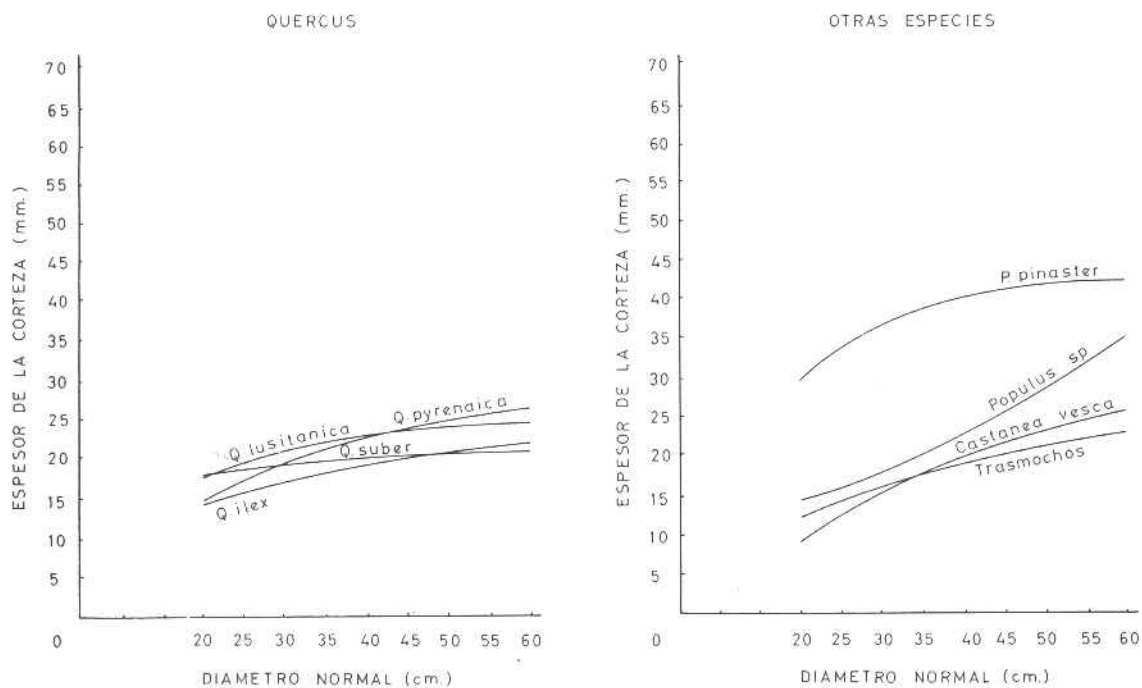 QUERCUS
ESPESOR DE LA CORTEZA (mm.)
70
65
60
55
50
45
40
35
30
25
20
15
10
5
0
Q. lusitanica
Q. pyrenaica
Q. suber
Q ilex
20 25 30 35 40 45 50 55 60
DIAMETRO NORMAL (cm.)
OTRAS ESPECIES
ESPESOR DE LA CORTEZA (mm.)
70
65
60
55
50
45
40
35
30
25
20
15
10
5
0
P. pinaster
Populus sp
Castanea vesca
Trasmochos
20 25 30 35 40 45 50 55 60
DIAMETRO NORMAL (cm.)